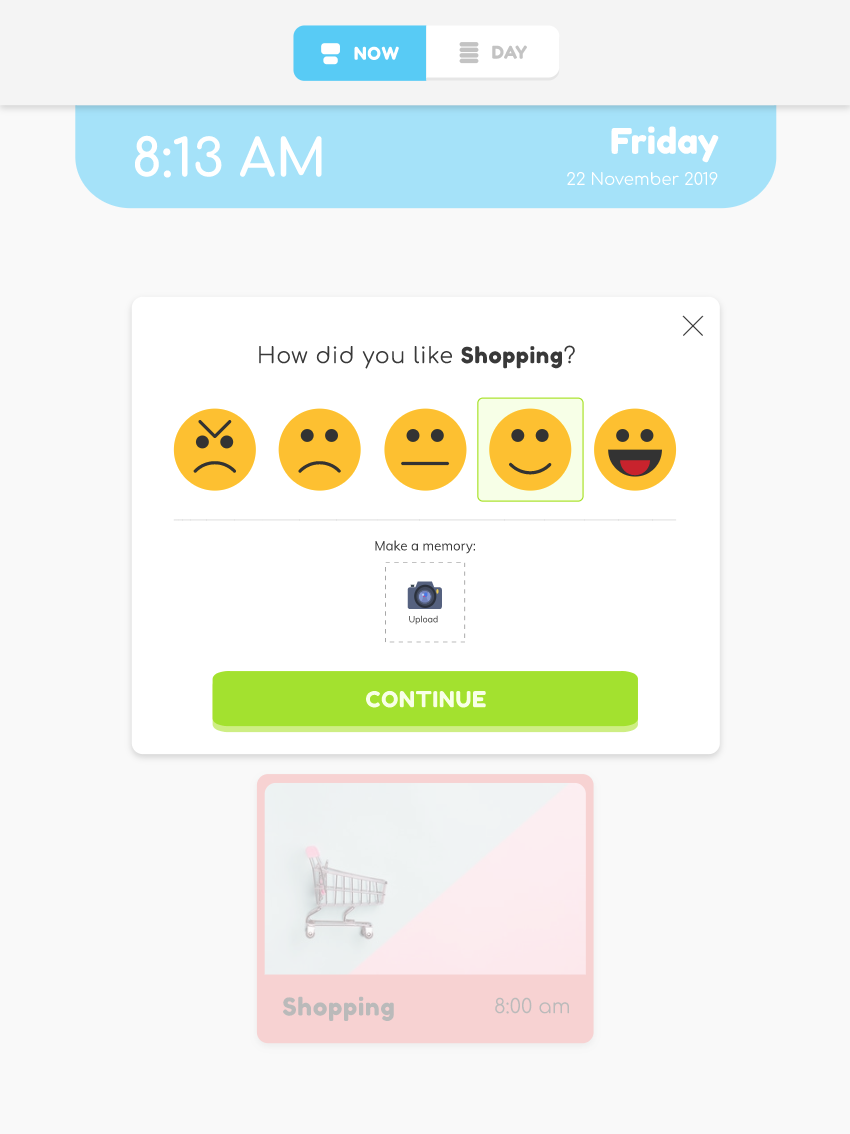 NOW
DAY
8:13 AM
Friday
22 November 2019
How did you like Shopping?
Make a memory:
Upload
CONTINUE
Shopping
8:00 am